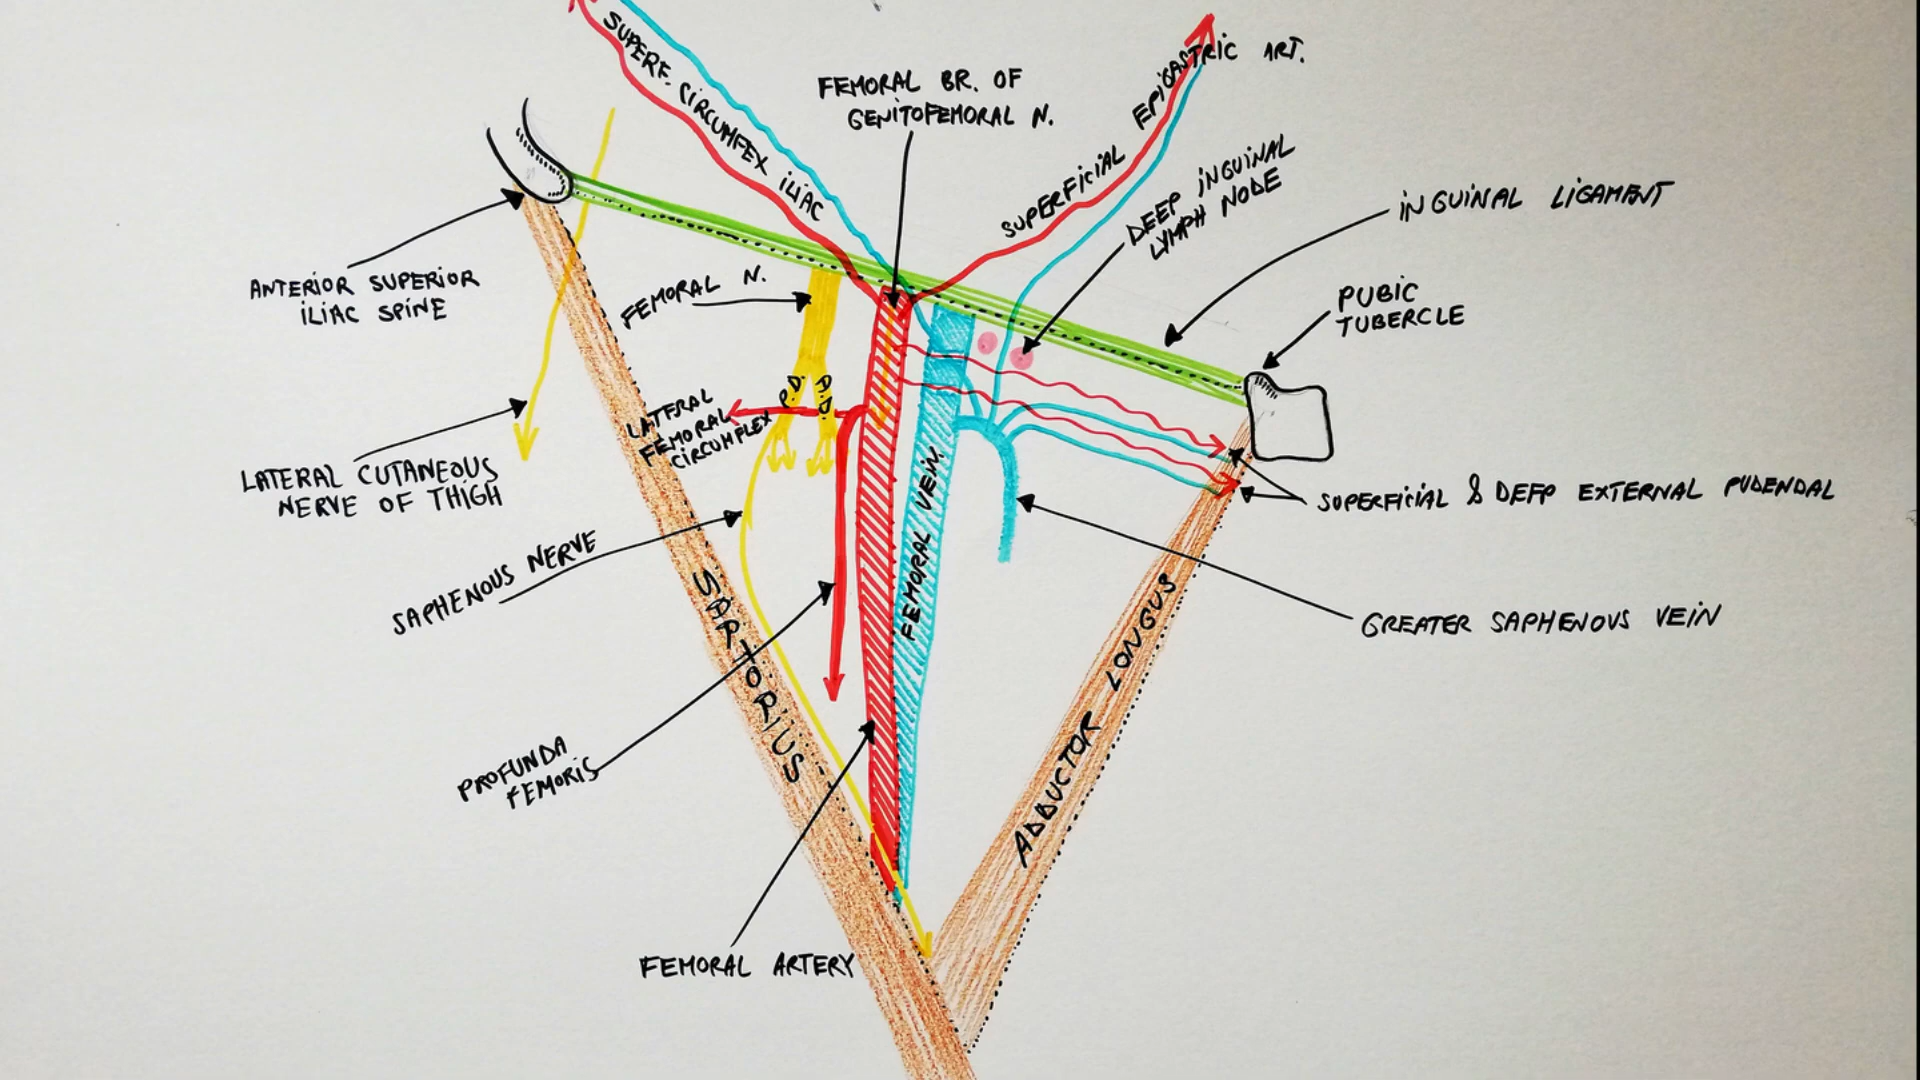 SUPERF. CIRCUMFEX ILIAC
FEMORAL BR. OF
GENITOFEMORAL N.
SUPERFICIAL EPIGASTRIC ART.
DEEP INGUINAL
LYMPH NODE
INGUINAL LIGAMENT
PUBIC
TUBERCLE
ANTERIOR SUPERIOR
ILIAC SPINE
FEMORAL N.
P.D.
A.D.
LATERAL
FEMORAL
CIRCUMFLEX
LATERAL CUTANEOUS
NERVE OF THIGH
SAPHENOUS NERVE
FEMORAL VEIN
SUPERFICIAL & DEEP EXTERNAL PUDENDAL
GREATER SAPHENOUS VEIN
SARTORIUS
ADDUCTOR LONGUS
PROFUNDA
FEMORIS
FEMORAL ARTERY